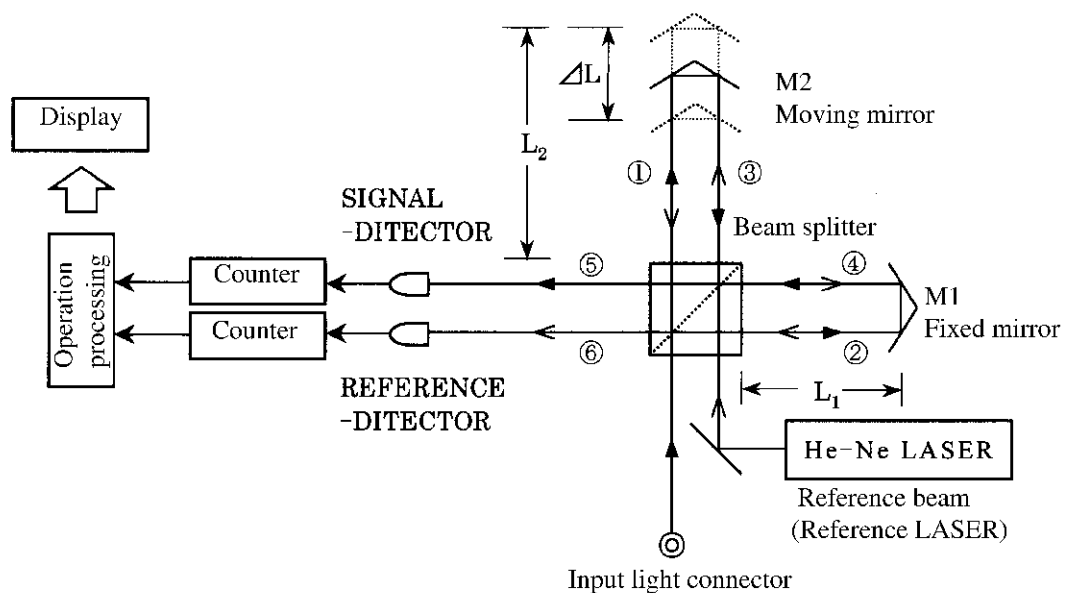 Display
ΔL
L2
M2
Moving mirror
①
③
SIGNAL
-DITECTOR
Beam splitter
Operation
processing
Counter
⑤
④
M1
Fixed mirror
Counter
⑥
②
REFERENCE
-DITECTOR
L1
He-Ne LASER
Reference beam
(Reference LASER)
Input light connector